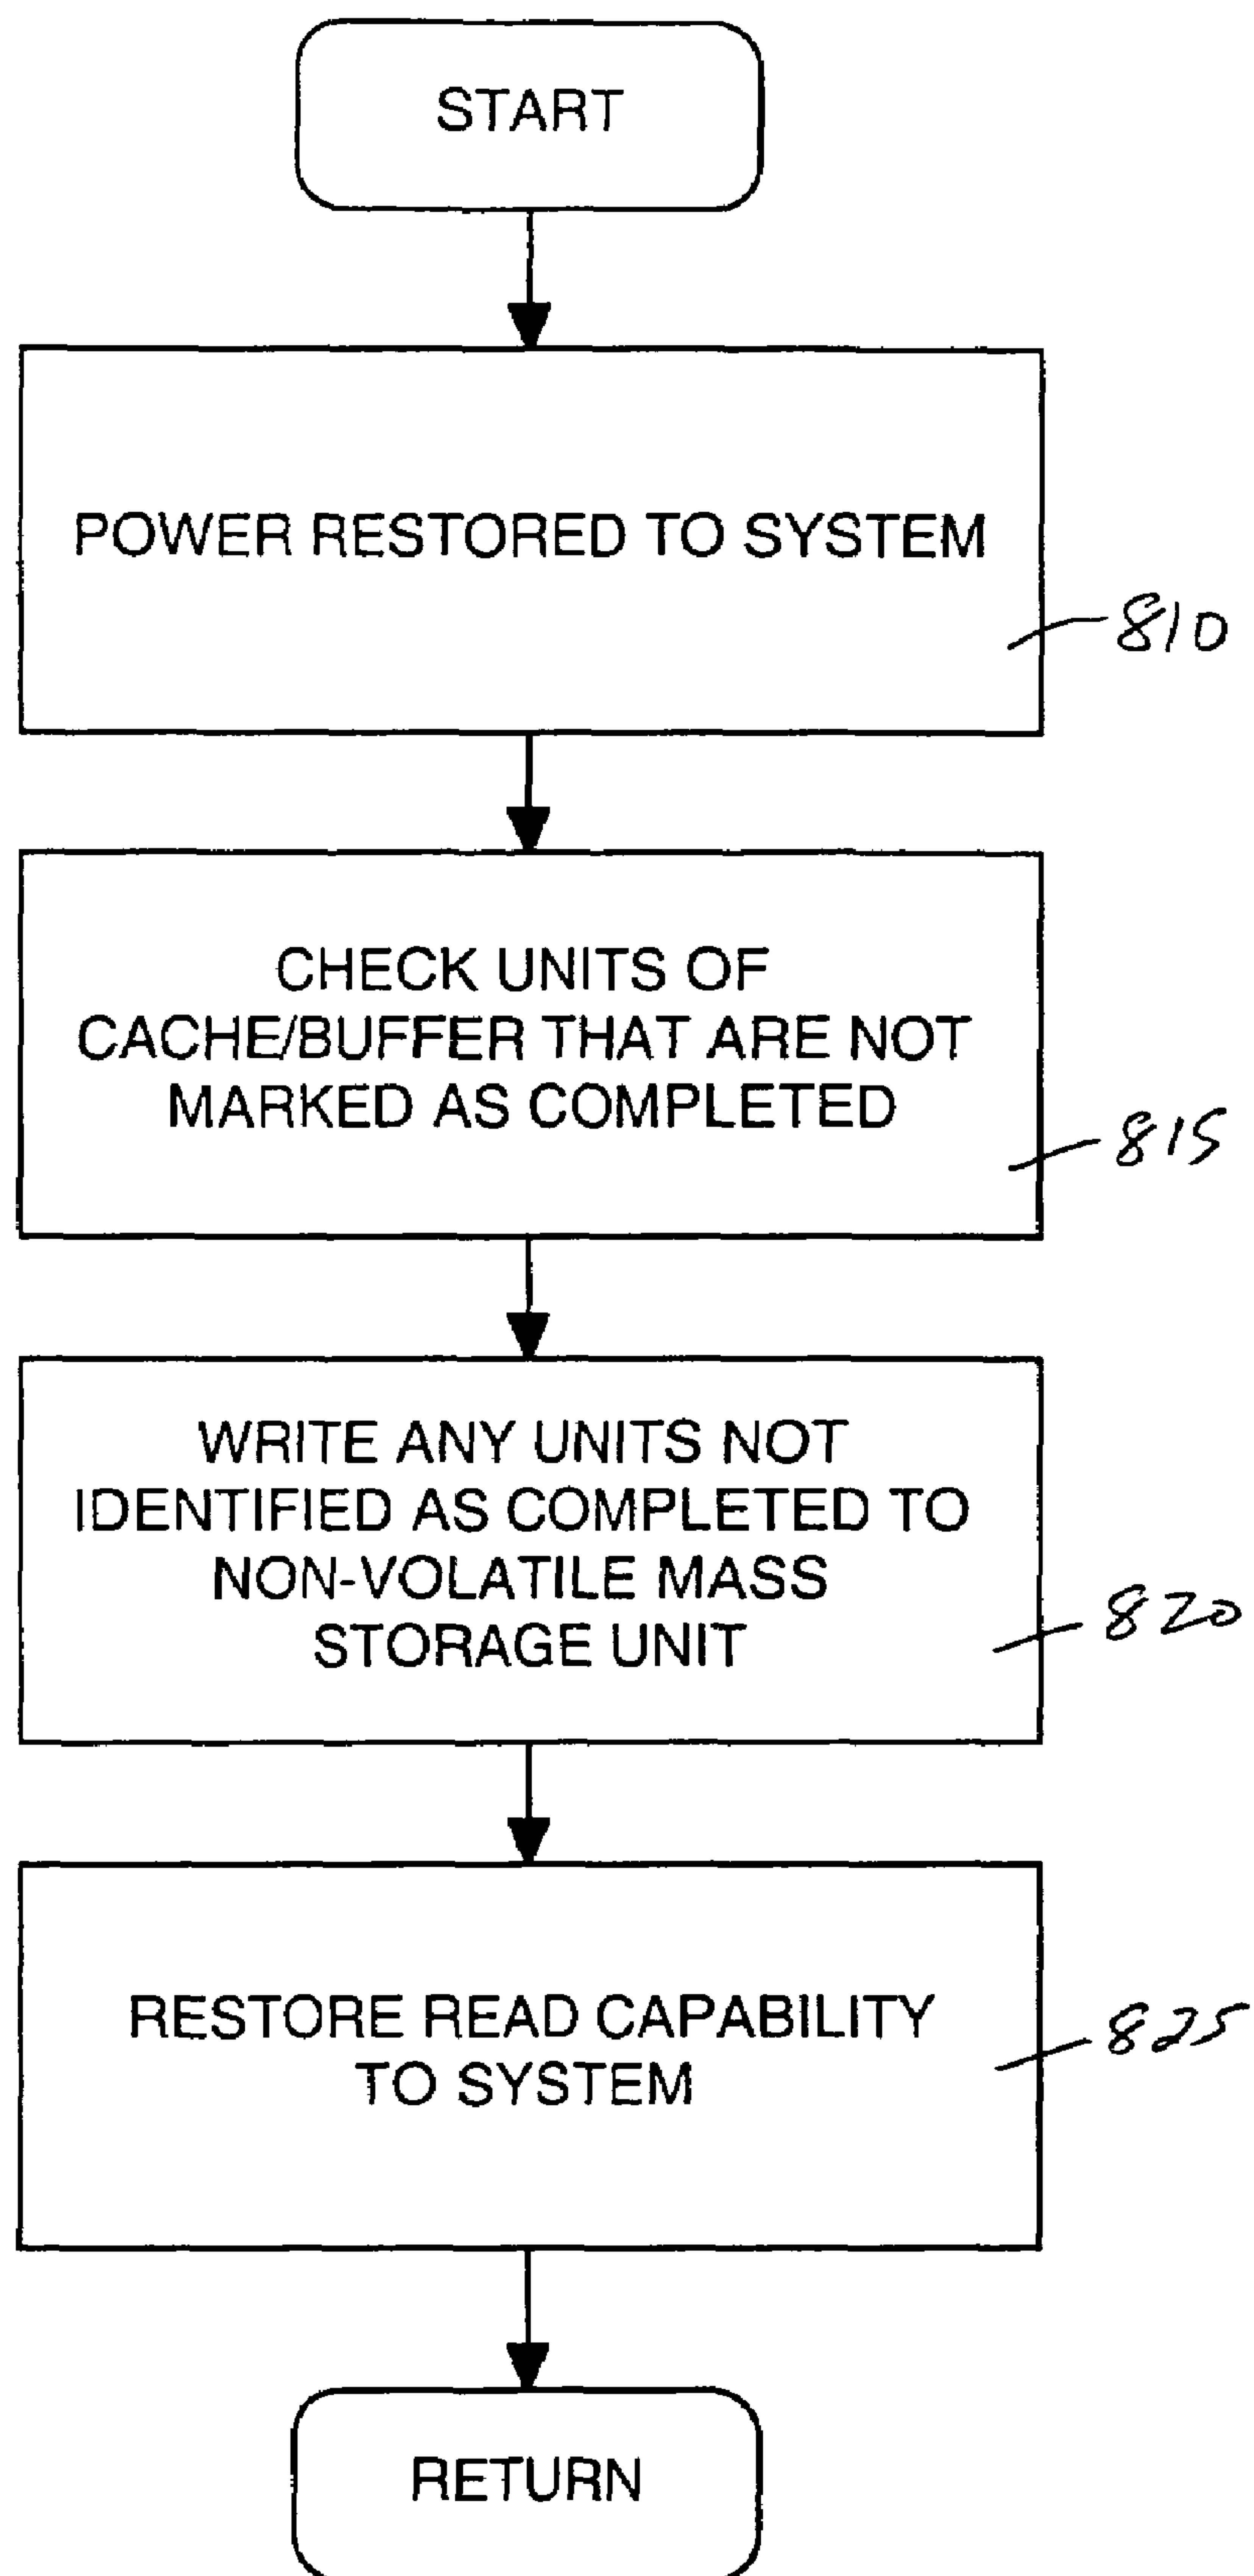 START
POWER RESTORED TO SYSTEM
810
CHECK UNITS OF
CACHE/BUFFER THAT ARE NOT
MARKED AS COMPLETED
815
WRITE ANY UNITS NOT
IDENTIFIED AS COMPLETED TO
NON-VOLATILE MASS
STORAGE UNIT
820
RESTORE READ CAPABILITY
TO SYSTEM
825
RETURN